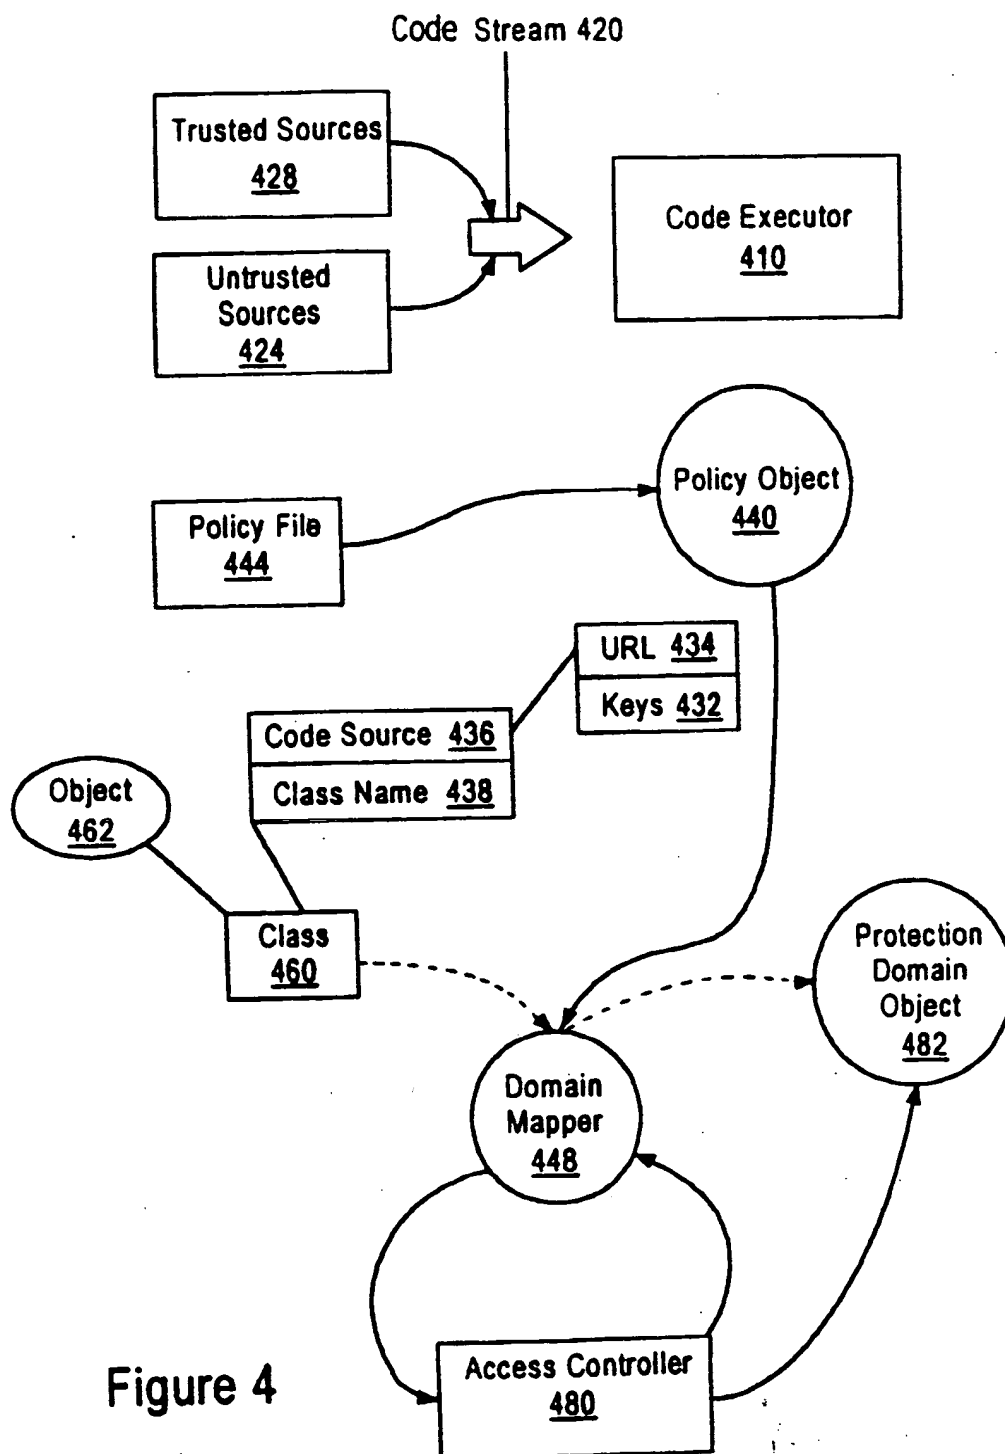 Code Stream 420
Trusted Sources
428
Code Executor
410
Untrusted
Sources
424
Policy Object
440
Policy File
444
URL 434
Keys 432
Code Source 436
Class Name 438
Object
462
Class
460
Protection
Domain
Object
482
Domain
Mapper
448
Access Controller
480
Figure 4